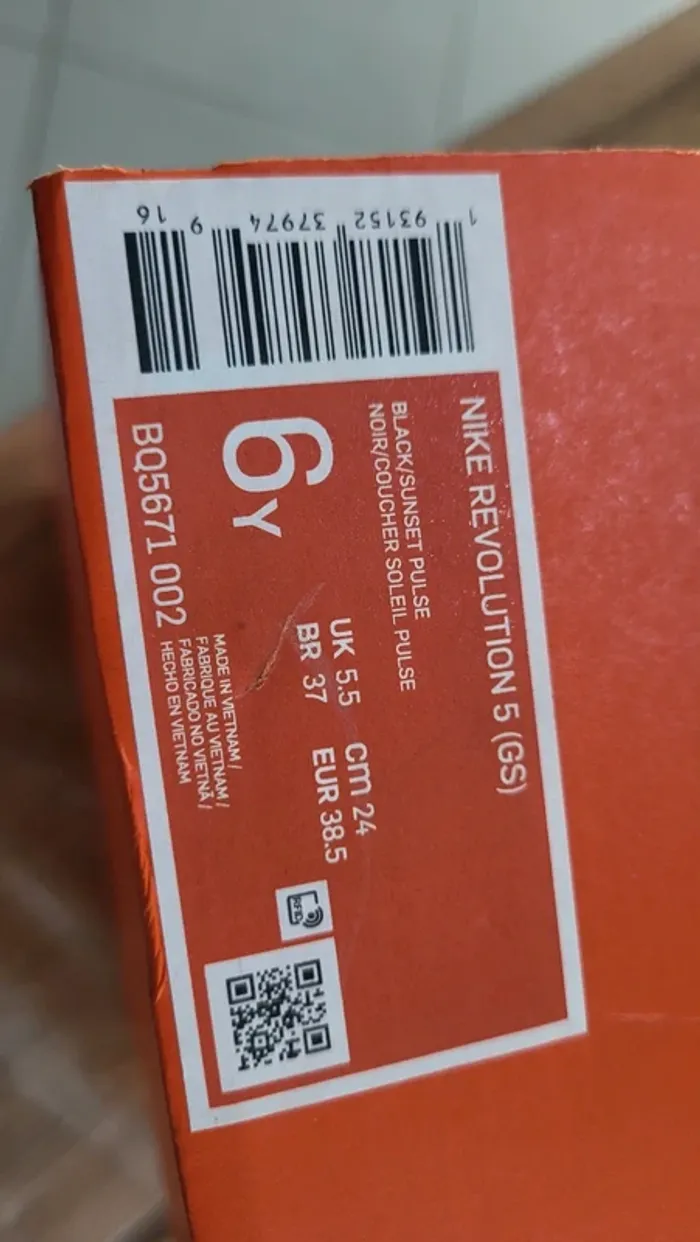 NIKE REVOLUTION 5 (GS)
BLACK/SUNSET PULSE
NOIR/COUCHER SOLEIL PULSE
6Y
UK 5.5 cm 24
BR 37 EUR 38.5
BQ5671 002
MADE IN VIETNAM/
FABRIQUE AU VIETNAM/
FABRICADO NO VIETNÃ/
HECHO EN VIETNAM
RFID
1 93152 37974 9 16